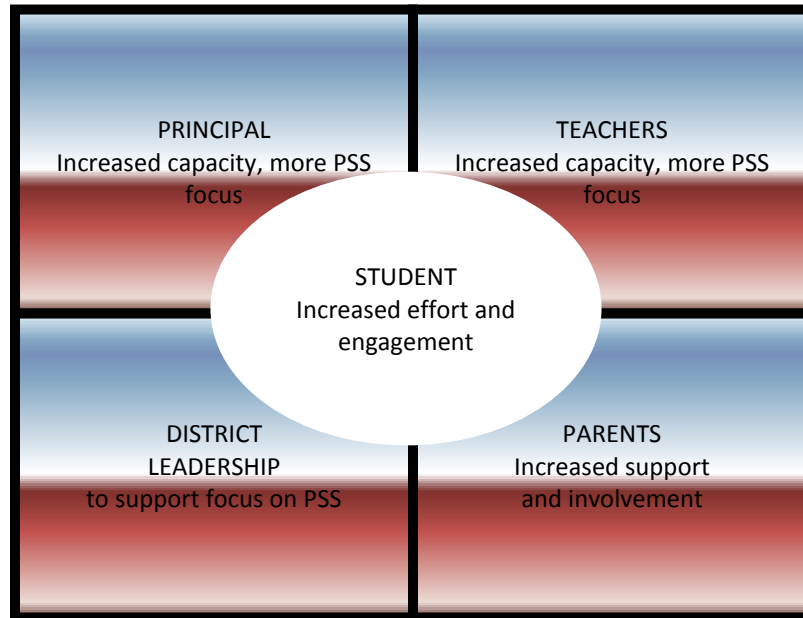 PRINCIPAL
Increased capacity, more PSS
focus
TEACHERS
Increased capacity, more PSS
focus
STUDENT
Increased effort and
engagement
DISTRICT
LEADERSHIP
to support focus on PSS
PARENTS
Increased support
and involvement